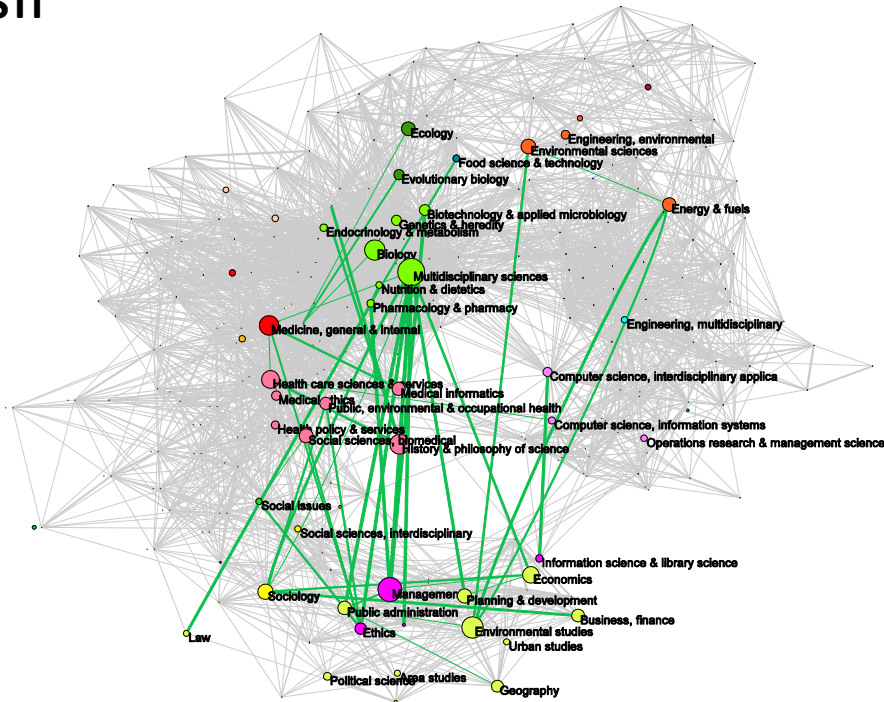 Ecology
Engineering, environmental
Environmental sciences
Food science & technology
Evolutionary biology
Energy & fuels
Biotechnology & applied microbiology
Genetics & heredity
Endocrinology & metabolism
Biology
Multidisciplinary sciences
Nutrition & dietetics
Pharmacology & pharmacy
Engineering, multidisciplinary
Medicine, general & internal
Computer science, interdisciplinary applica
Health care sciences & services
Medical informatics
Medical ethics
Public, environmental & occupational health
Computer science, information systems
Health policy & services
Social sciences, biomedical
Operations research & management science
History & philosophy of science
Social issues
Social sciences, interdisciplinary
Information science & library science
Economics
Sociology
Management
Planning & development
Public administration
Business, finance
Ethics
Environmental studies
Law
Urban studies
Area studies
Political science
Geography